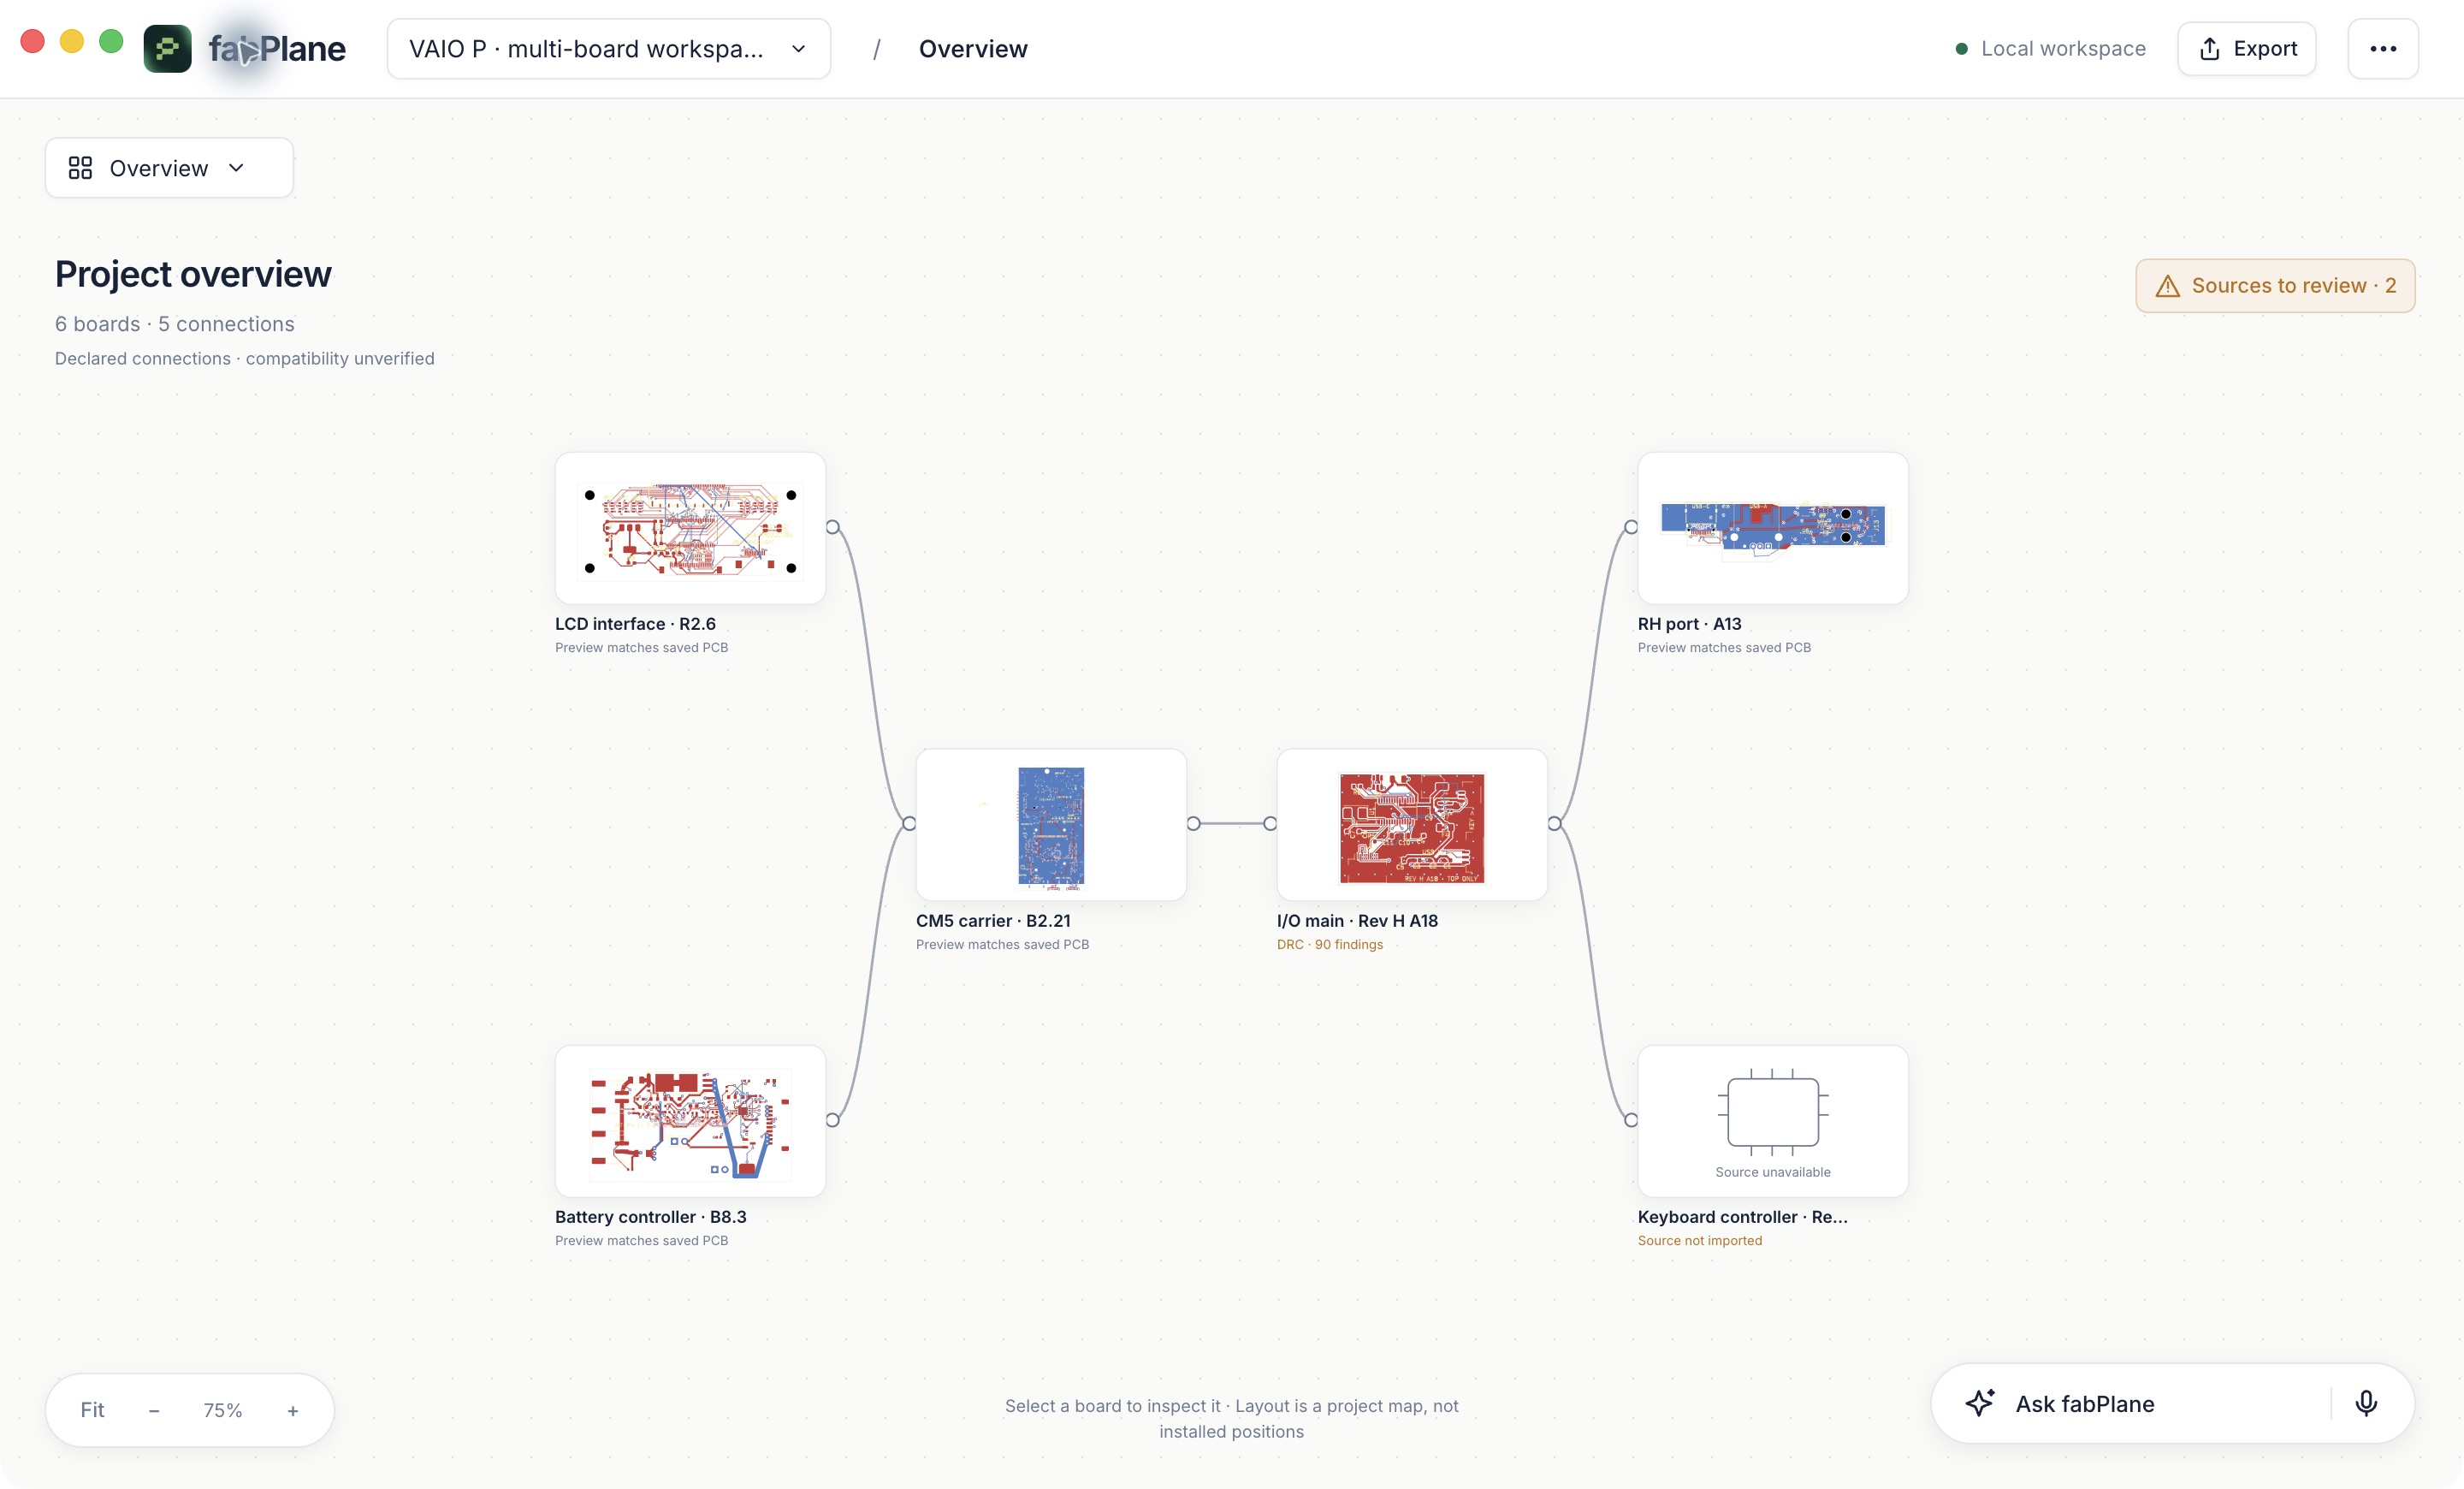 fabPlane
VAIO P · multi-board workspa...
/
Overview
Local workspace
Export
Overview
Project overview
6 boards · 5 connections
Declared connections · compatibility unverified
Sources to review · 2
LCD interface · R2.6
Preview matches saved PCB
RH port · A13
Preview matches saved PCB
REV H A18 · TOP ONLY
CM5 carrier · B2.21
Preview matches saved PCB
I/O main · Rev H A18
DRC · 90 findings
Source unavailable
Battery controller · B8.3
Preview matches saved PCB
Keyboard controller · Re...
Source not imported
Fit
−
75%
+
Select a board to inspect it · Layout is a project map, not
installed positions
Ask fabPlane